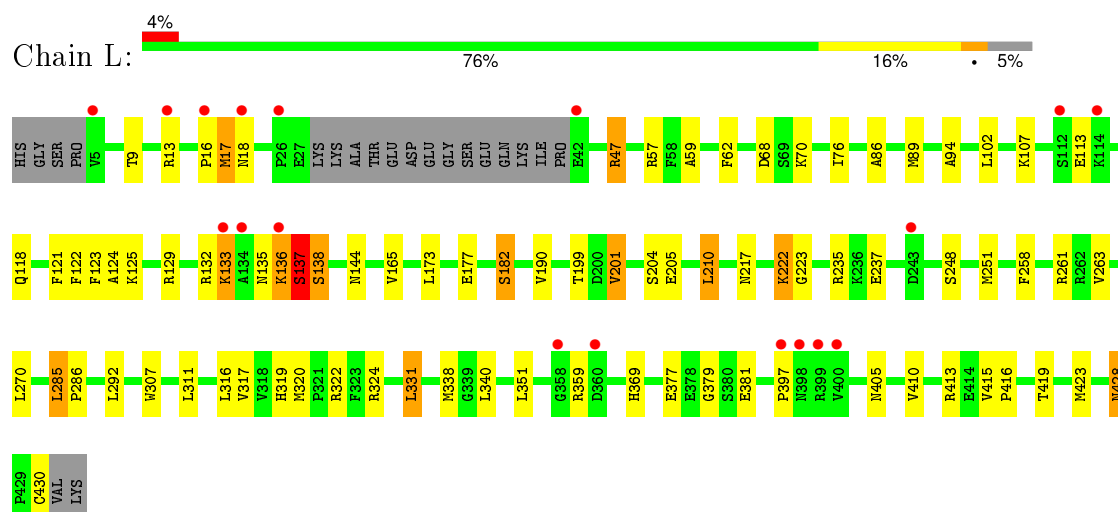 4%
Chain L:
76% 16% • 5%
HIS GLY SER PRO V5 T9 R13 P16 M17 N18 P26 E27 LYS LYS ALA THR GLU ASP GLU GLY SER GLU GLN LYS ILE PRO E42 R47 R57 F58 A59 F62 D68 S69 K70 I76 A86 M89 A94 L102 K107 S112 E113 K114
Q118 F121 F122 F123 A124 K125 R129 R132 K133 A134 N135 K136 S137 S138 N144 V165 L173 E177 S182 V190 T199 D200 V201 S204 E205 L210 N217 K222 G223 R235 K236 E237 D243 S248 M251 F258 R261 R262 V263
L270 L285 P286 L292 W307 L311 L316 V317 V318 H319 M320 P321 R322 F323 R324 L331 M338 G339 L340 L351 G358 R359 D360 H369 E377 E378 G379 S380 E381 P397 N398 R399 V400 N405 V410 R413 E414 V415 P416 T419 M423 N428
P429 C430 VAL LYS